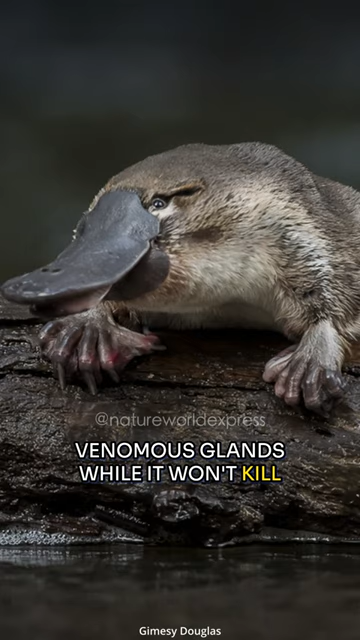 @natureworldexpress
VENOMOUS GLANDS
WHILE IT WON'T KILL
Gimesy Douglas